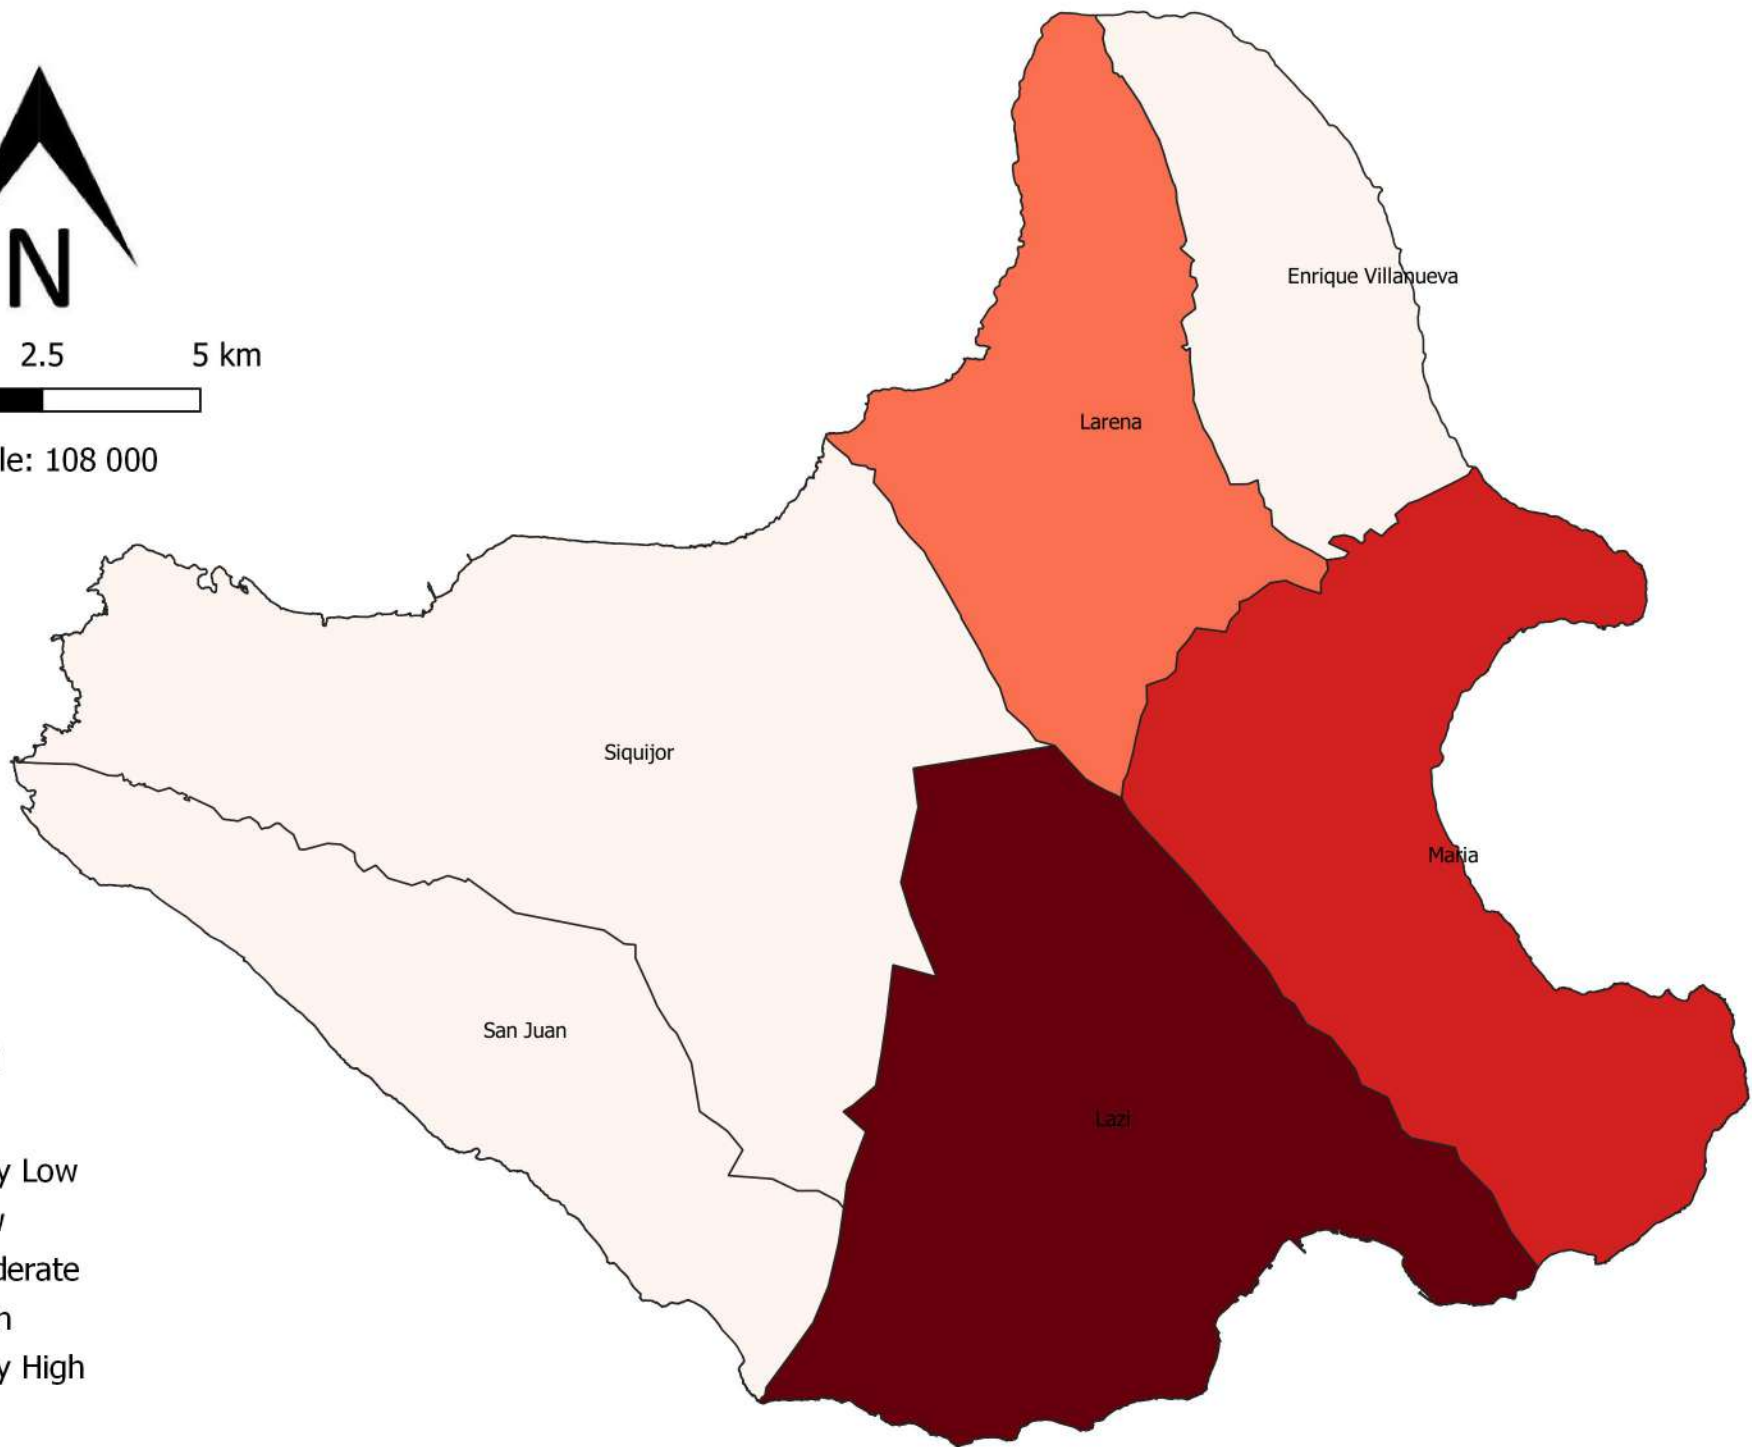 N
2.5 5 km
le: 108 000
Enrique Villanueva
Larena
Siquijor
Maria
San Juan
Lazi
y Low
derate
y High